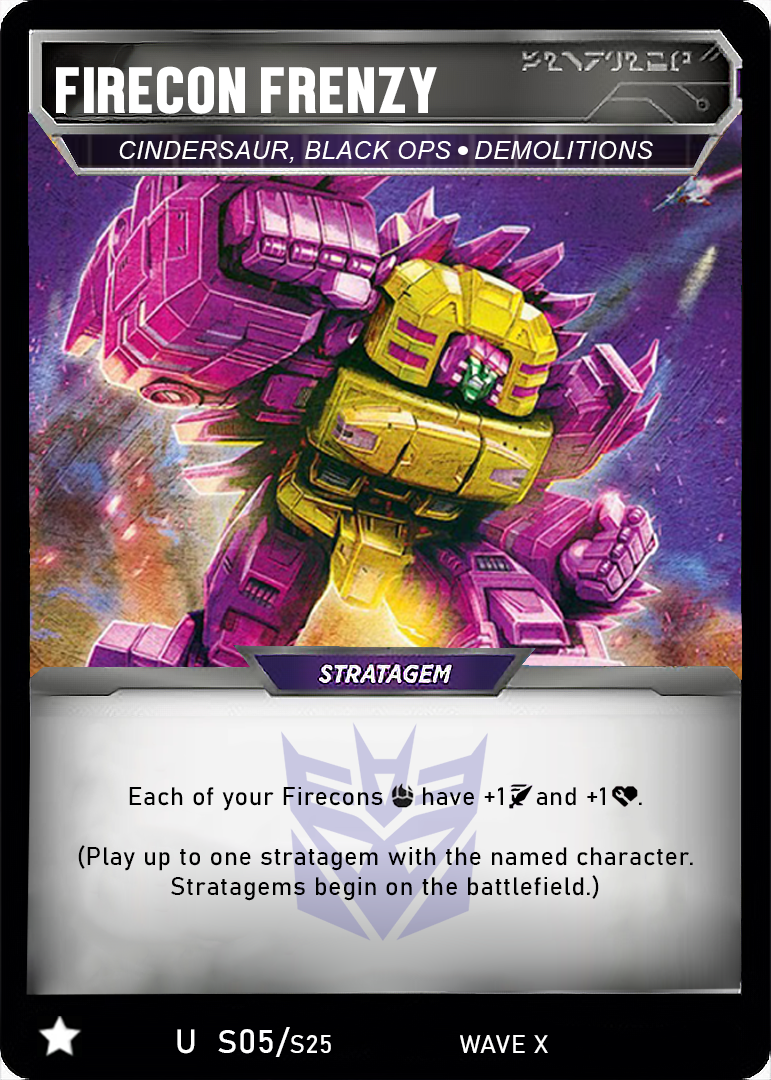 FIRECON FRENZY
CINDERSAUR, BLACK OPS • DEMOLITIONS
STRATAGEM
Each of your Firecons have +1 and +1.
(Play up to one stratagem with the named character.
Stratagems begin on the battlefield.)
U S05/S25 WAVE X